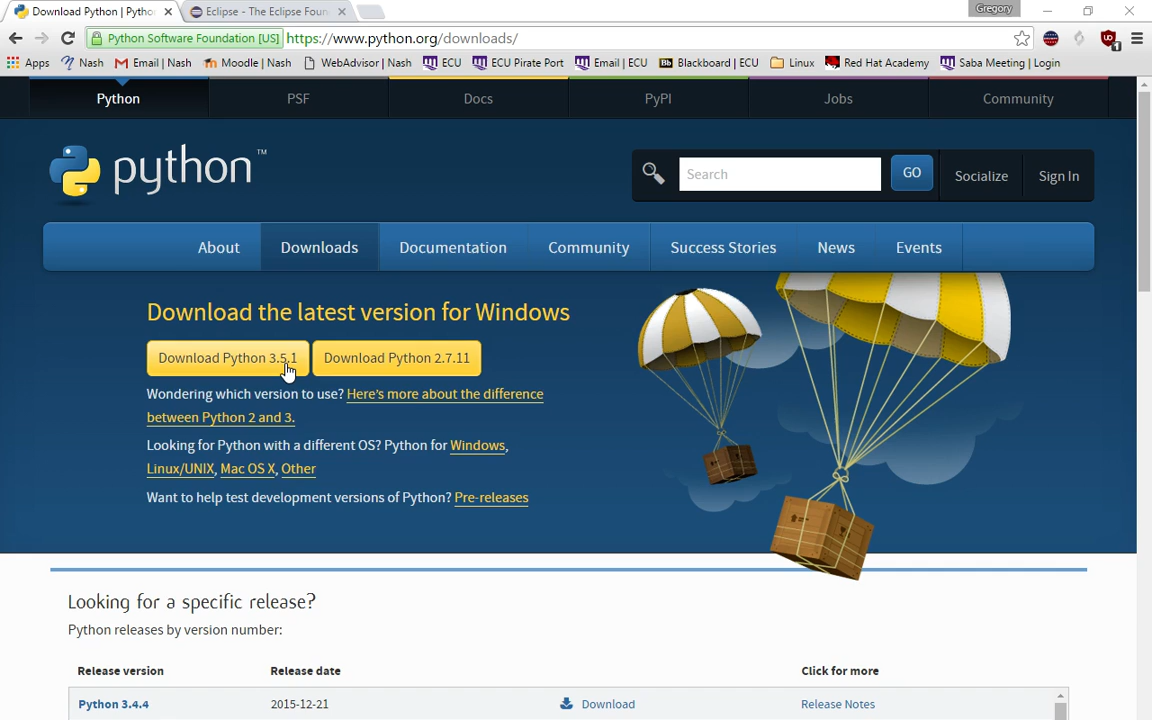 Download Python | Pytho
Eclipse - The Eclipse Foun
Gregory
Python Software Foundation [US]
https://www.python.org/downloads/
Apps
Nash
Email | Nash
Moodle | Nash
WebAdvisor | Nash
ECU
ECU Pirate Port
Email | ECU
Bb Blackboard | ECU
Linux
Red Hat Academy
Saba Meeting | Login
Python
PSF
Docs
PyPI
Jobs
Community
python™
Search
GO
Socialize
Sign In
About
Downloads
Documentation
Community
Success Stories
News
Events
Download the latest version for Windows
Download Python 3.5.1
Download Python 2.7.11
Wondering which version to use? Here's more about the difference
between Python 2 and 3.
Looking for Python with a different OS? Python for Windows,
Linux/UNIX, Mac OS X, Other
Want to help test development versions of Python? Pre-releases
Looking for a specific release?
Python releases by version number:
Release version
Release date
Click for more
Python 3.4.4
2015-12-21
Download
Release Notes